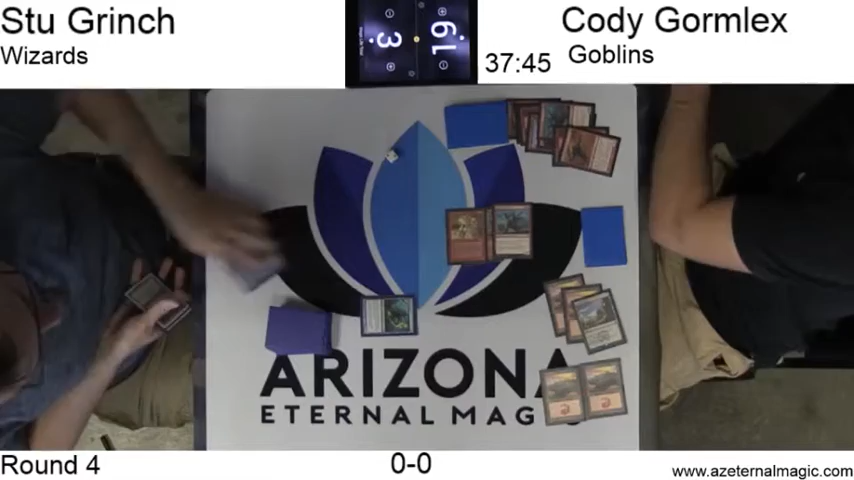 Stu Grinch
Wizards
3
19
37:45
Cody Gormlex
Goblins
ARIZONA
ETERNAL MAG
Round 4
0-0
www.azeternalmagic.com